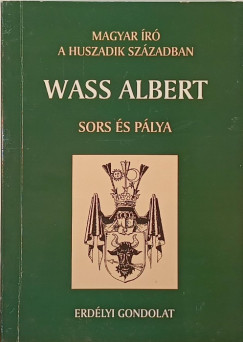 MAGYAR ÍRÓ
A HUSZADIK SZÁZADBAN
WASS ALBERT
SORS ÉS PÁLYA
ERDÉLYI GONDOLAT